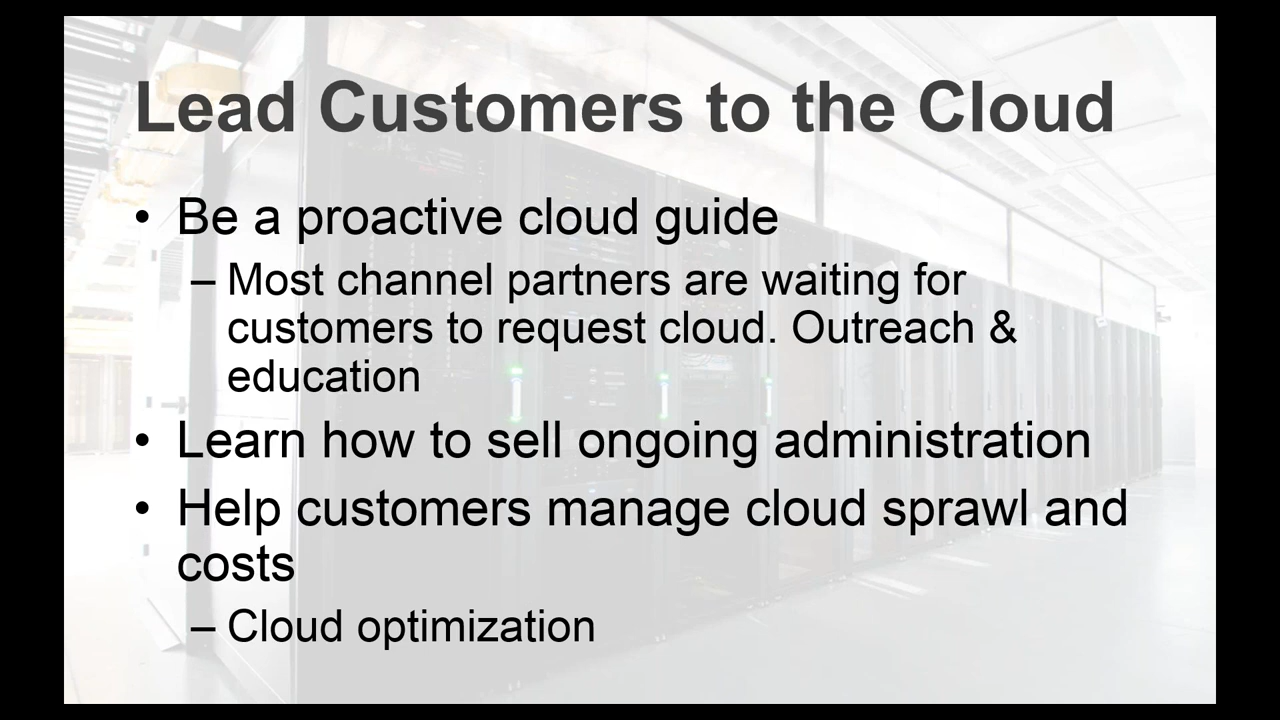 Lead Customers to the Cloud
• Be a proactive cloud guide
– Most channel partners are waiting for
customers to request cloud. Outreach &
education
• Learn how to sell ongoing administration
• Help customers manage cloud sprawl and
costs
– Cloud optimization